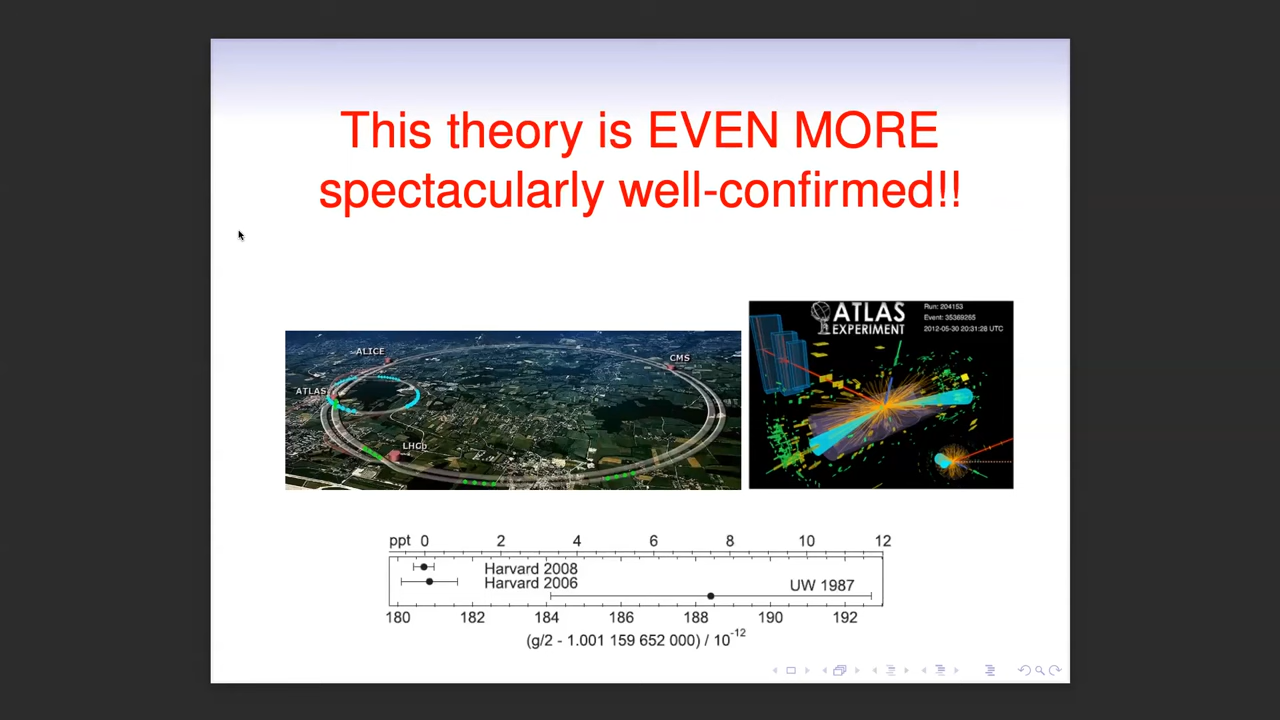 This theory is EVEN MORE
spectacularly well-confirmed!!
ALICE
CMS
ATLAS
LHCb
ATLAS
EXPERIMENT
Run: 204153
Event: 35369265
2012-05-30 20:31:28 UTC
ppt 0 2 4 6 8 10 12
Harvard 2008
Harvard 2006
UW 1987
180 182 184 186 188 190 192
(g/2 - 1.001 159 652 000) / 10⁻¹²